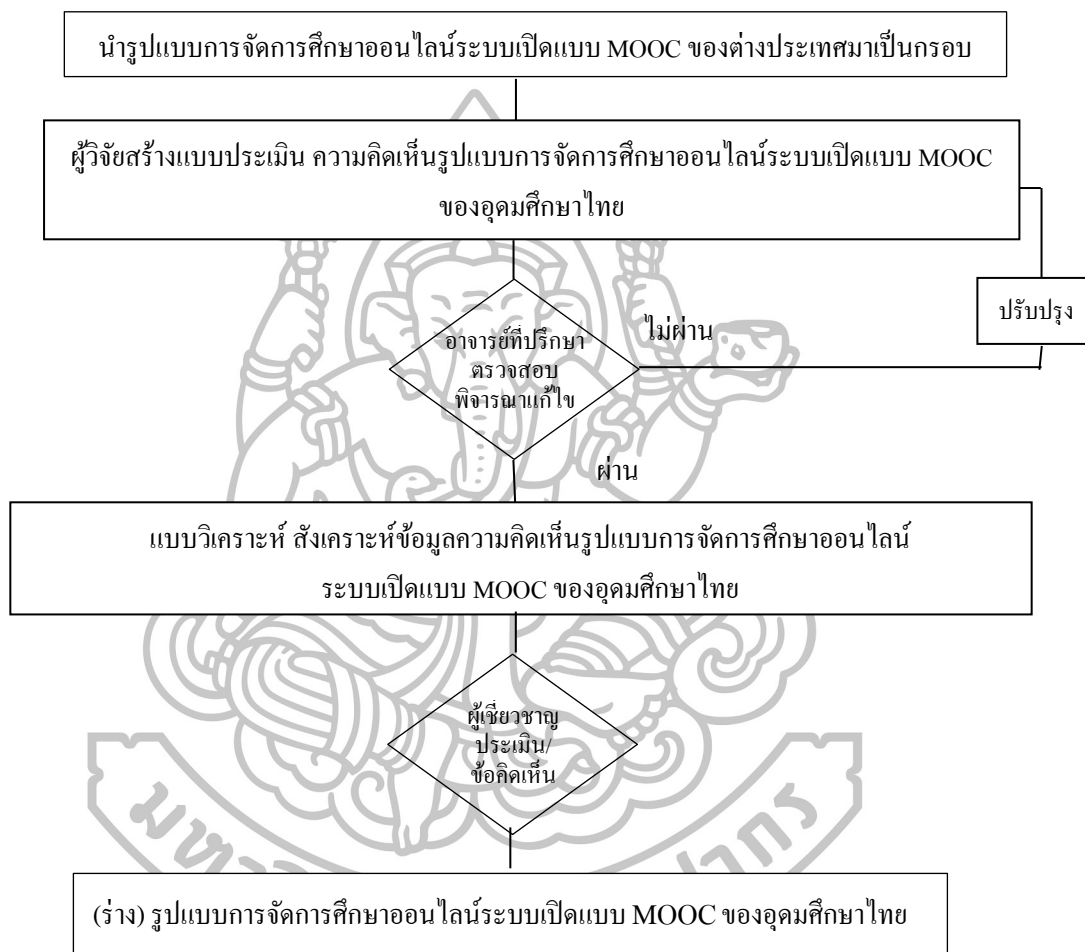 นำรูปแบบการจัดการศึกษาออนไลน์ระบบเปิดแบบ MOOC ของต่างประเทศมาเป็นกรอบ
ผู้วิจัยสร้างแบบประเมิน ความคิดเห็นรูปแบบการจัดการศึกษาออนไลน์ระบบเปิดแบบ MOOC
ของอุดมศึกษาไทย
ปรับปรุง
ไม่ผ่าน
อาจารย์ที่ปรึกษา
ตรวจสอบ
พิจารณาแก้ไข
ผ่าน
แบบวิเคราะห์ สังเคราะห์ข้อมูลความคิดเห็นรูปแบบการจัดการศึกษาออนไลน์
ระบบเปิดแบบ MOOC ของอุดมศึกษาไทย
ผู้เชี่ยวชาญ
ประเมิน/
ข้อคิดเห็น
(ร่าง) รูปแบบการจัดการศึกษาออนไลน์ระบบเปิดแบบ MOOC ของอุดมศึกษาไทย